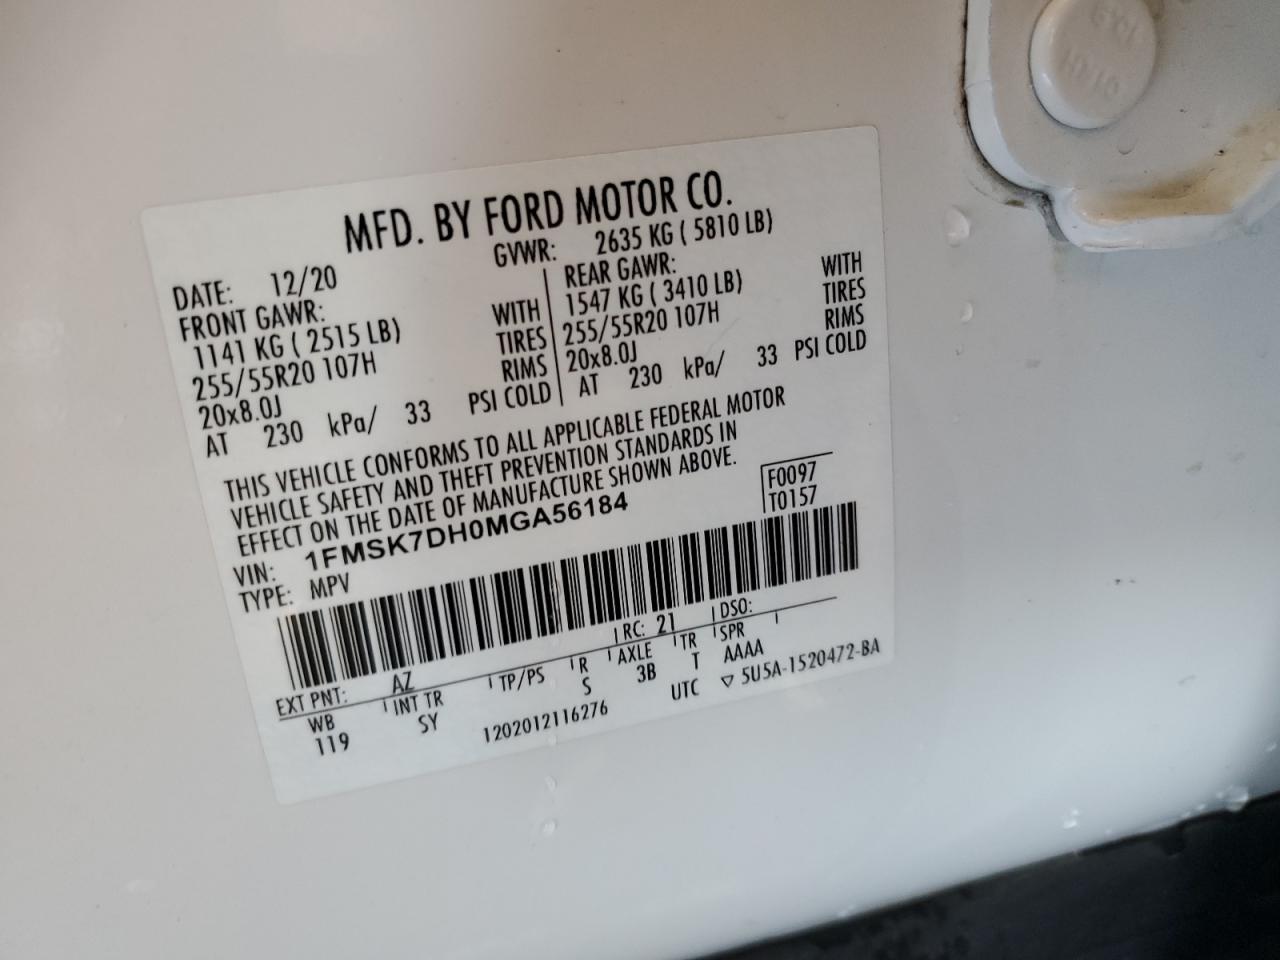 MFD. BY FORD MOTOR CO.
DATE: 12/20 GVWR: 2635 KG ( 5810 LB)
FRONT GAWR: REAR GAWR:
1141 KG ( 2515 LB) WITH 1547 KG ( 3410 LB) WITH
255/55R20 107H TIRES 255/55R20 107H TIRES
20x8.0J RIMS 20x8.0J RIMS
AT 230 kPa/ 33 PSI COLD AT 230 kPa/ 33 PSI COLD
THIS VEHICLE CONFORMS TO ALL APPLICABLE FEDERAL MOTOR
VEHICLE SAFETY AND THEFT PREVENTION STANDARDS IN
EFFECT ON THE DATE OF MANUFACTURE SHOWN ABOVE.
VIN: 1FMSK7DH0MGA56184 F0097
TYPE: MPV T0157
EXT PNT: AZ RC: 21 DSO:
WB INT TR TP/PS R AXLE TR SPR
119 SY S 3B T AAAA
1202012116276 UTC ▽ 5U5A-1520472-BA